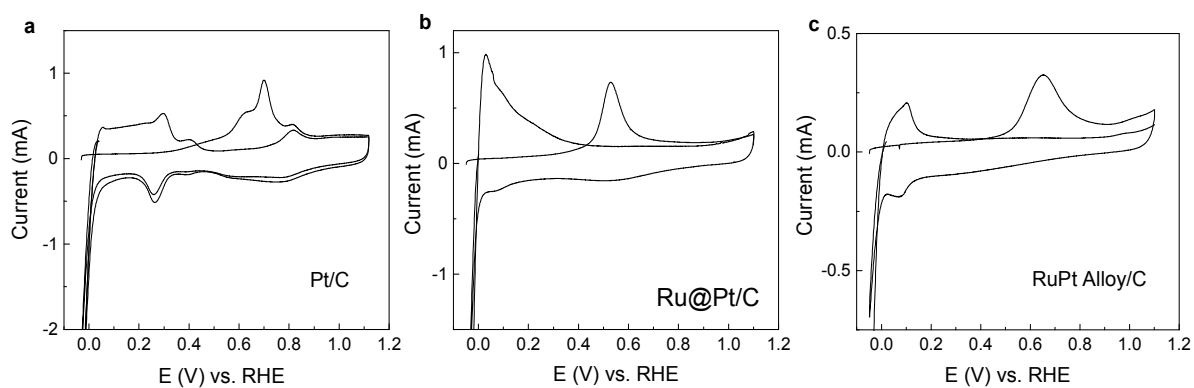 a
Current (mA)
1
0
-1
-2
0.0 0.2 0.4 0.6 0.8 1.0 1.2
E (V) vs. RHE
Pt/C
b
Current (mA)
1
0
-1
0.0 0.2 0.4 0.6 0.8 1.0 1.2
E (V) vs. RHE
Ru@Pt/C
c
Current (mA)
0.5
0.0
-0.5
0.0 0.2 0.4 0.6 0.8 1.0 1.2
E (V) vs. RHE
RuPt Alloy/C